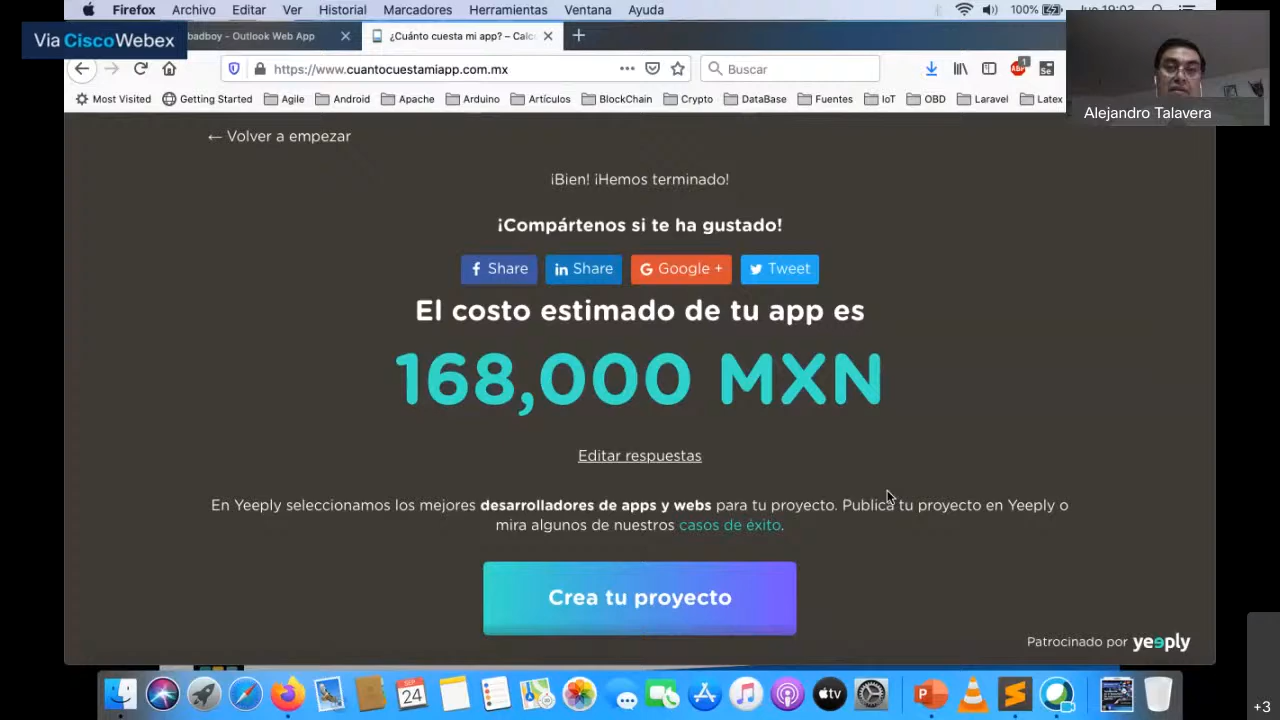 Firefox Archivo Editar Ver Historial Marcadores Herramientas Ventana Ayuda 100%
Via CiscoWebex
badboy - Outlook Web App
¿Cuánto cuesta mi app? – Calc
https://www.cuantocuestamiapp.com.mx
Buscar
ABP
1
Se
Most Visited Getting Started Agile Android Apache Arduino Artículos BlockChain Crypto DataBase Fuentes IoT OBD Laravel Latex
Alejandro Talavera
← Volver a empezar
¡Bien! ¡Hemos terminado!
¡Compártenos si te ha gustado!
Share Share Google + Tweet
El costo estimado de tu app es
168,000 MXN
Editar respuestas
En Yeeply seleccionamos los mejores desarrolladores de apps y webs para tu proyecto. Publica tu proyecto en Yeeply o
mira algunos de nuestros casos de éxito.
Crea tu proyecto
Patrocinado por yeeply
SEP
24
tv
+3